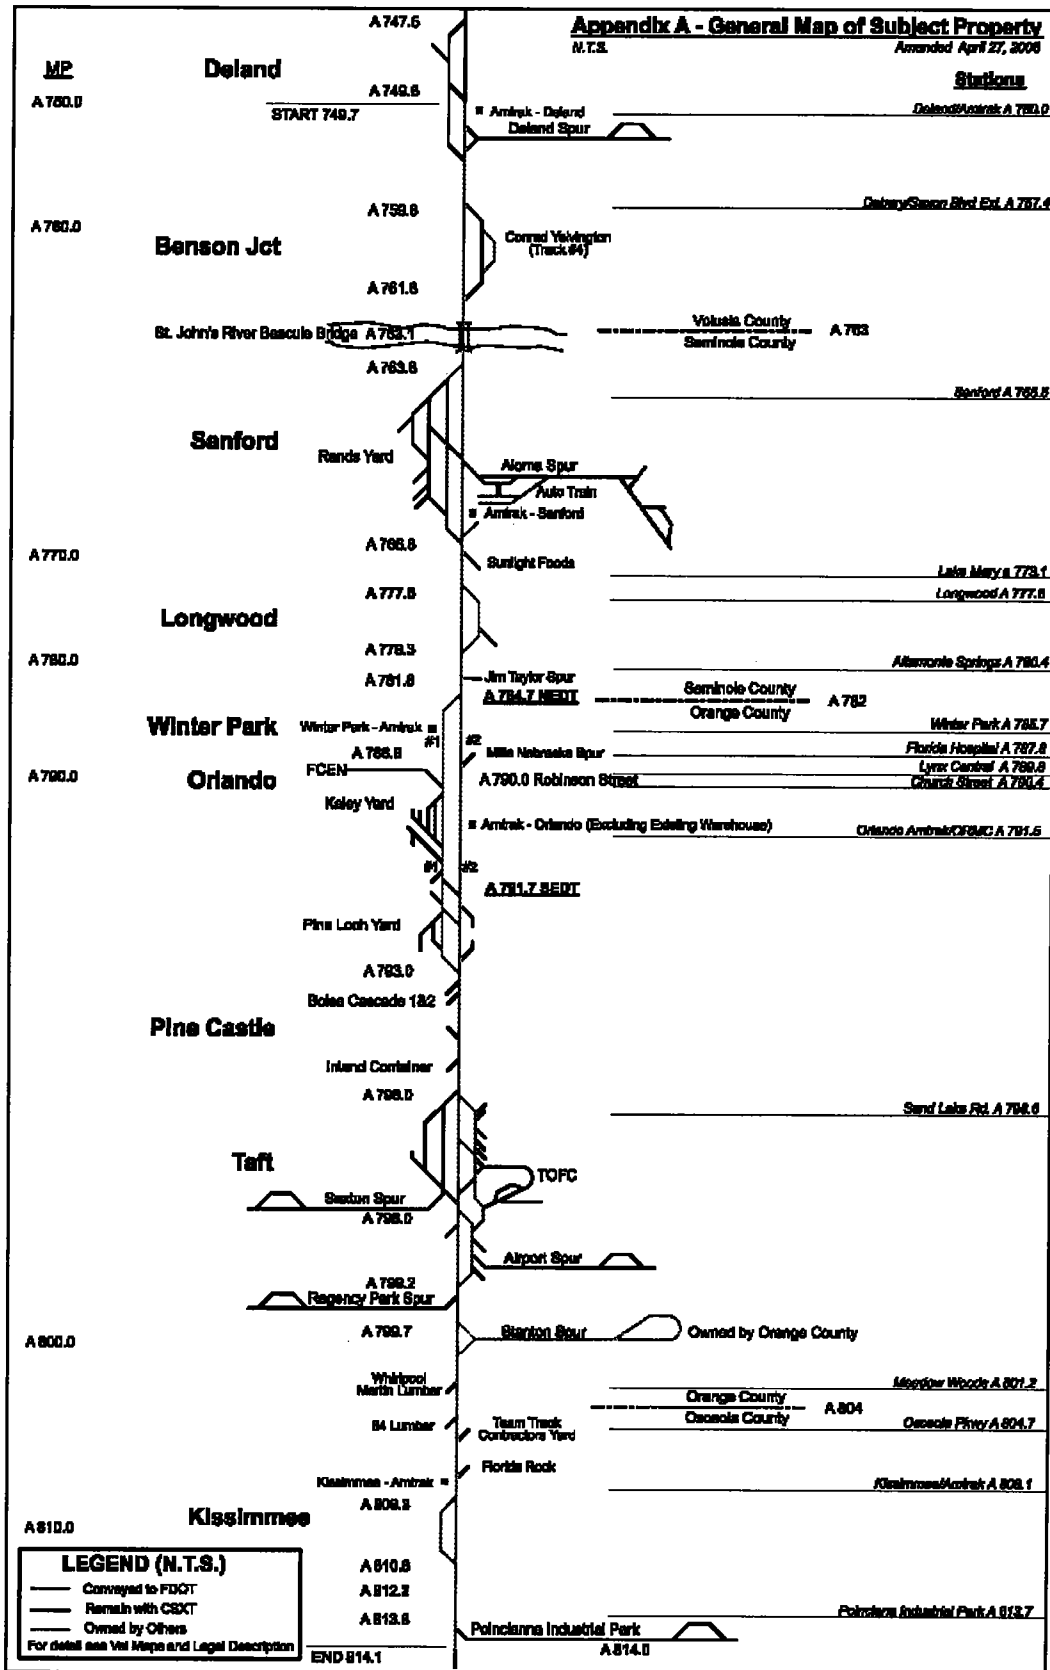 Appendix A - General Map of Subject Property
N.T.S.
Amended April 27, 2006
MP
Stations
A 747.5
Deland
A 749.6
START 749.7
Amtrak - Deland
Deland Spur
Deland/Amtrak A 750.0
A 750.0
A 759.8
Debary/Saxon Blvd Ext. A 757.4
A 760.0
Benson Jct
Conrad Yelvington
(Track #4)
A 761.8
St. John's River Bascule Bridge A 763.1
Volusia County
Seminole County
A 763
A 763.8
Sanford A 765.5
Sanford
Rands Yard
Aloma Spur
Auto Train
Amtrak - Sanford
A 766.8
A 770.0
Sunlight Foods
Lake Mary a 773.1
A 777.8
Longwood A 777.8
Longwood
A 779.3
A 780.0
Altamonte Springs A 780.4
A 781.8
Jim Taylor Spur
A 784.7 NEDT
Seminole County
Orange County
A 782
Winter Park
Winter Park - Amtrak
#1
#2
Winter Park A 785.7
A 786.8
Mills Nebraska Spur
Florida Hospital A 787.8
FCEN
Lynx Central A 789.8
A 790.0
Orlando
A 790.0 Robinson Street
Church Street A 790.4
Kaley Yard
Amtrak - Orlando (Excluding Existing Warehouse)
Orlando Amtrak/ORMC A 791.5
#1
#2
A 791.7 SEDT
Pine Loch Yard
A 793.0
Boise Cascade 1&2
Pine Castle
Inland Container
A 796.0
Sand Lake Rd. A 796.6
Taft
TOFC
Saxton Spur
A 798.0
Airport Spur
A 799.2
Regency Park Spur
A 799.7
A 800.0
Stanton Spur
Owned by Orange County
Whirlpool
Martin Lumber
Meadow Woods A 801.2
Orange County
Osceola County
A 804
84 Lumber
Team Track
Contractors Yard
Osceola Pkwy A 804.7
Florida Rock
Kissimmee - Amtrak
Kissimmee/Amtrak A 806.1
A 809.3
Kissimmee
A 810.0
LEGEND (N.T.S.)
Conveyed to FDOT
Remain with CSXT
Owned by Others
For detail see Val Maps and Legal Description
A 810.8
A 812.2
A 813.8
Poinciana Industrial Park A 813.7
Poincianna Industrial Park
A 814.0
END 814.1